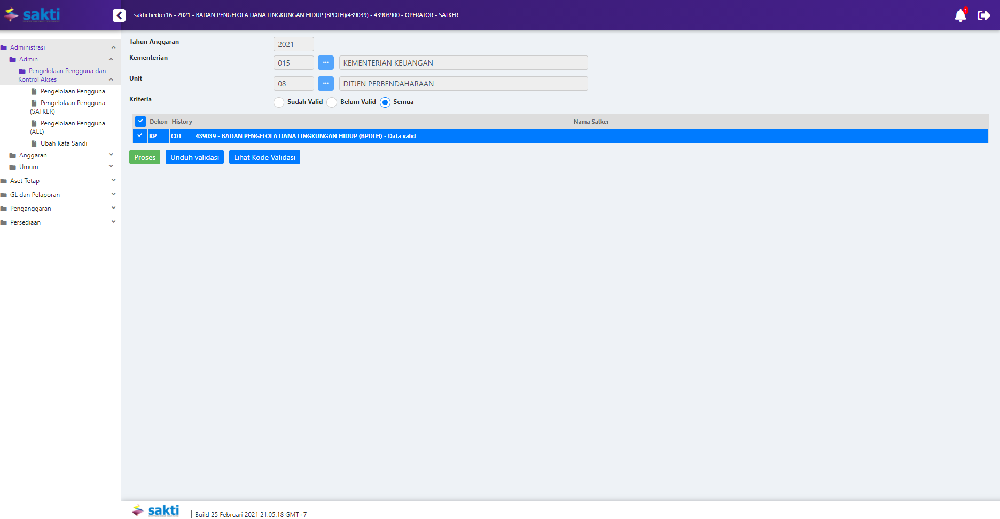 sakti
saktichecker16 - 2021 - BADAN PENGELOLA DANA LINGKUNGAN HIDUP (BPDLH)(439039) - 43903900 - OPERATOR - SATKER
1
Administrasi
Admin
Pengelolaan Pengguna dan
Kontrol Akses
Pengelolaan Pengguna
Pengelolaan Pengguna
(SATKER)
Pengelolaan Pengguna
(ALL)
Ubah Kata Sandi
Anggaran
Umum
Aset Tetap
GL dan Pelaporan
Penganggaran
Persediaan
Tahun Anggaran 2021
Kementerian 015 ... KEMENTERIAN KEUANGAN
Unit 08 ... DITJEN PERBENDAHARAAN
Kriteria Sudah Valid Belum Valid Semua
Dekon History Nama Satker
KP C01 439039 - BADAN PENGELOLA DANA LINGKUNGAN HIDUP (BPDLH) - Data valid
Proses Unduh validasi Lihat Kode Validasi
sakti | Build 25 Februari 2021 21.05.18 GMT+7